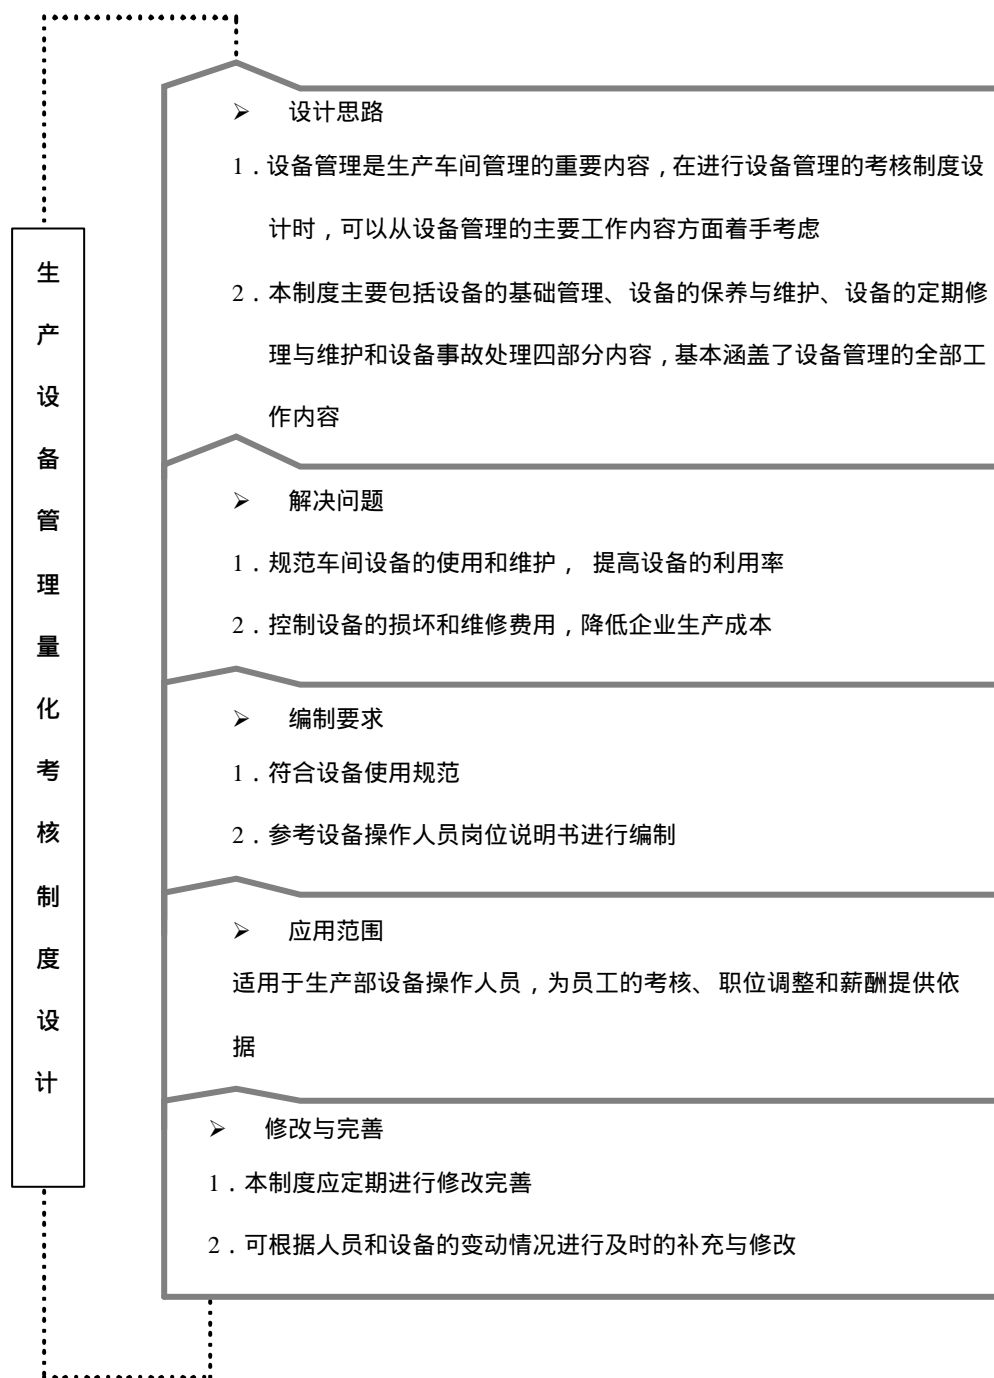 生产设备管理量化考核制度设计
➢ 设计思路
1．设备管理是生产车间管理的重要内容，在进行设备管理的考核制度设
计时，可以从设备管理的主要工作内容方面着手考虑
2．本制度主要包括设备的基础管理、设备的保养与维护、设备的定期修
理与维护和设备事故处理四部分内容，基本涵盖了设备管理的全部工
作内容
➢ 解决问题
1．规范车间设备的使用和维护， 提高设备的利用率
2．控制设备的损坏和维修费用，降低企业生产成本
➢ 编制要求
1．符合设备使用规范
2．参考设备操作人员岗位说明书进行编制
➢ 应用范围
适用于生产部设备操作人员，为员工的考核、职位调整和薪酬提供依
据
➢ 修改与完善
1．本制度应定期进行修改完善
2．可根据人员和设备的变动情况进行及时的补充与修改